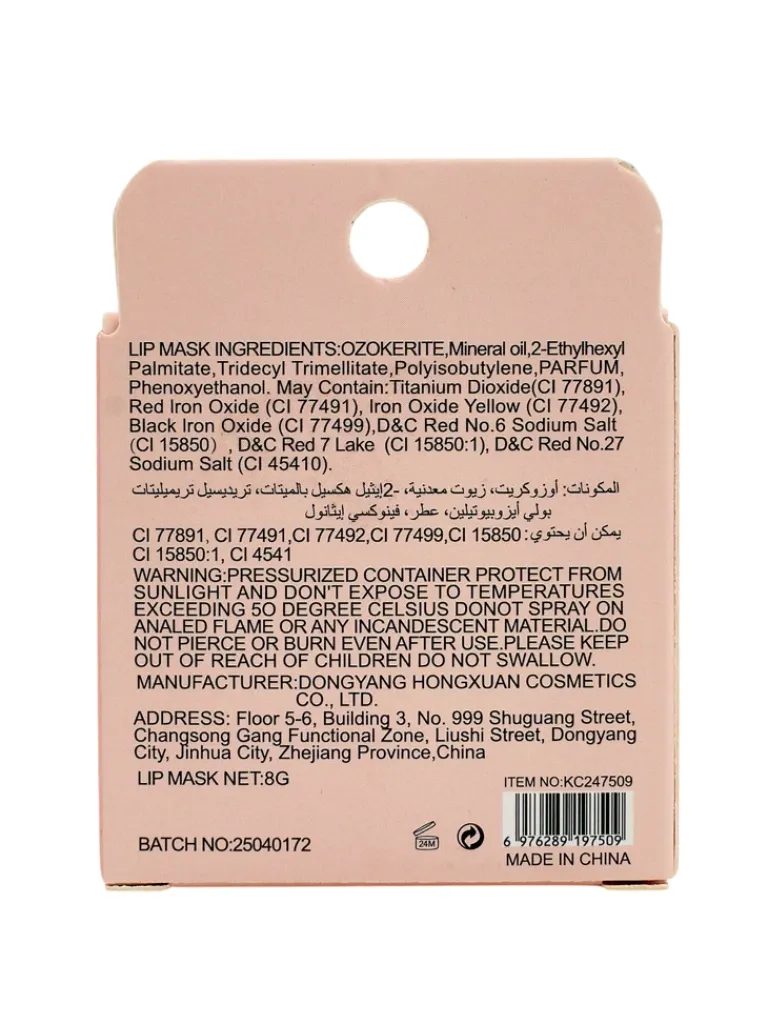 LIP MASK INGREDIENTS:OZOKERITE,Mineral oil,2-Ethylhexyl
Palmitate,Tridecyl Trimellitate,Polyisobutylene,PARFUM,
Phenoxyethanol. May Contain:Titanium Dioxide(CI 77891),
Red Iron Oxide (CI 77491), Iron Oxide Yellow (CI 77492),
Black Iron Oxide (CI 77499),D&C Red No.6 Sodium Salt
(CI 15850) , D&C Red 7 Lake (CI 15850:1), D&C Red No.27
Sodium Salt (CI 45410).
المكونات: أوزوكريت، زيوت معدنية، -2إيثيل هكسيل بالميتات، تريديسيل تريميليتات
بولي أيزوبيوتيلين، عطر، فينوكسي إيثانول
يمكن أن يحتوي: CI 77891, CI 77491,CI 77492,CI 77499,CI 15850
CI 15850:1, CI 4541
WARNING:PRESSURIZED CONTAINER PROTECT FROM
SUNLIGHT AND DON'T EXPOSE TO TEMPERATURES
EXCEEDING 5O DEGREE CELSIUS DONOT SPRAY ON
ANALED FLAME OR ANY INCANDESCENT MATERIAL.DO
NOT PIERCE OR BURN EVEN AFTER USE.PLEASE KEEP
OUT OF REACH OF CHILDREN DO NOT SWALLOW.
MANUFACTURER:DONGYANG HONGXUAN COSMETICS
CO., LTD.
ADDRESS: Floor 5-6, Building 3, No. 999 Shuguang Street,
Changsong Gang Functional Zone, Liushi Street, Dongyang
City, Jinhua City, Zhejiang Province,China
LIP MASK NET:8G
ITEM NO:KC247509
6 976289 197509
BATCH NO:25040172
24M
MADE IN CHINA